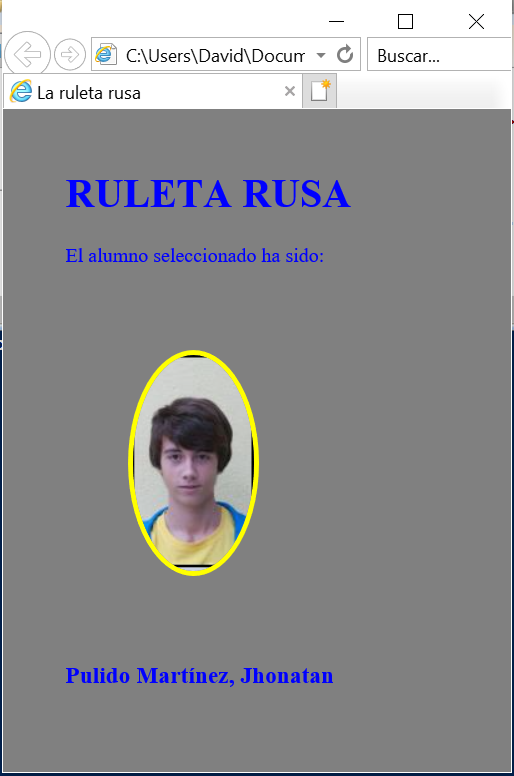 C:\Users\David\Docum
Buscar...
La ruleta rusa
RULETA RUSA
El alumno seleccionado ha sido:
Pulido Martínez, Jhonatan